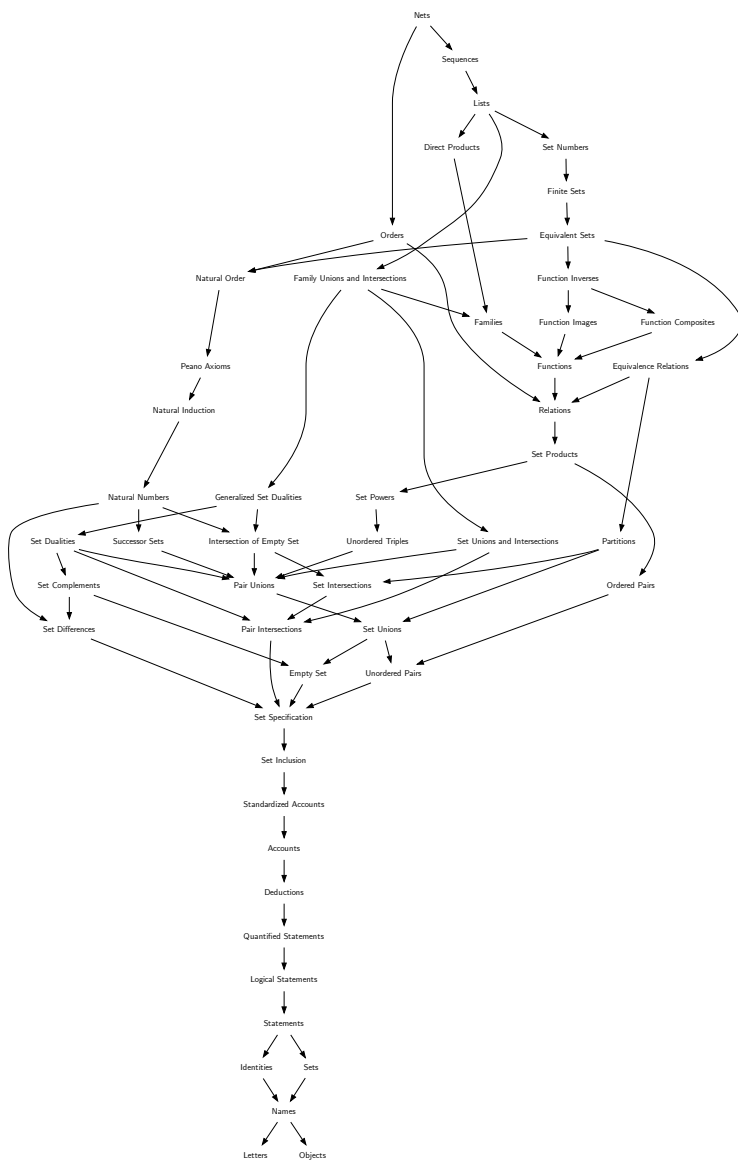 Nets
Sequences
Lists
Direct Products
Set Numbers
Finite Sets
Orders
Equivalent Sets
Natural Order
Family Unions and Intersections
Function Inverses
Families
Function Images
Function Composites
Peano Axioms
Functions
Equivalence Relations
Natural Induction
Relations
Set Products
Natural Numbers
Generalized Set Dualities
Set Powers
Set Dualities
Successor Sets
Intersection of Empty Set
Unordered Triples
Set Unions and Intersections
Partitions
Set Complements
Pair Unions
Set Intersections
Ordered Pairs
Set Differences
Pair Intersections
Set Unions
Empty Set
Unordered Pairs
Set Specification
Set Inclusion
Standardized Accounts
Accounts
Deductions
Quantified Statements
Logical Statements
Statements
Identities
Sets
Names
Letters
Objects